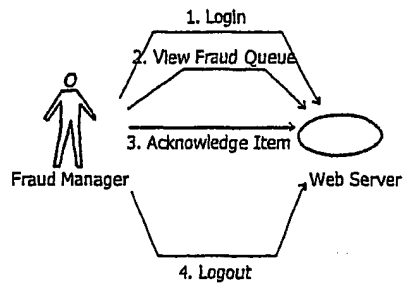 1. Login
2. View Fraud Queue
3. Acknowledge Item
Fraud Manager
Web Server
4. Logout